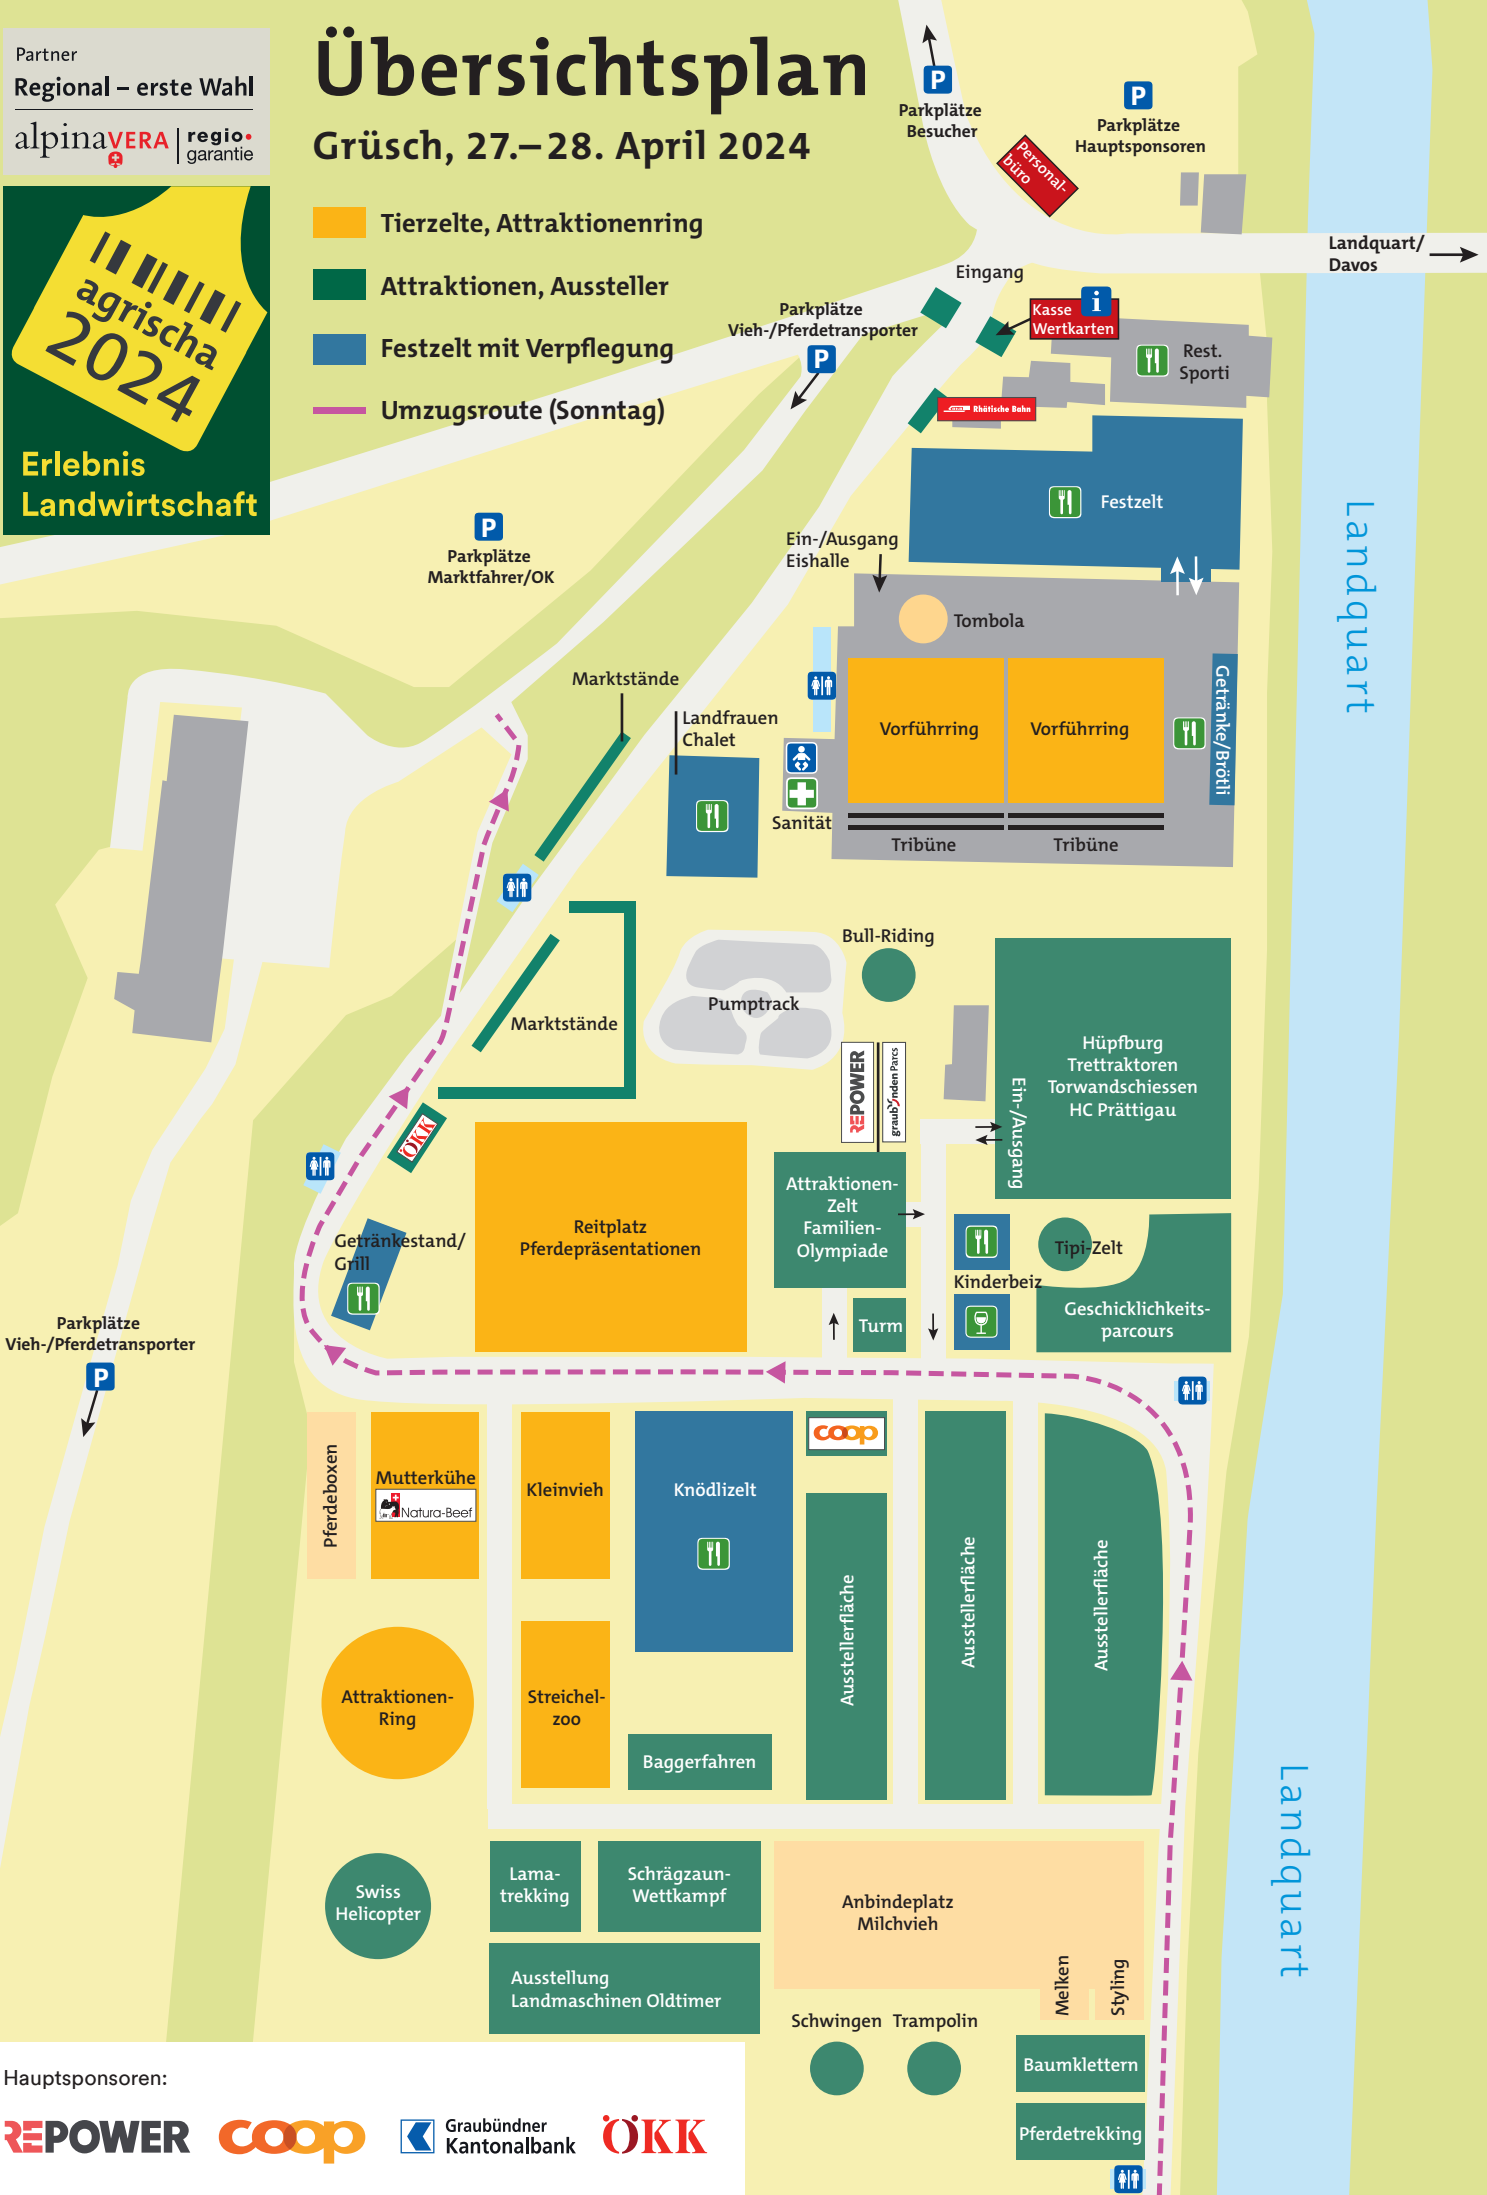 Partner
Regional – erste Wahl
alpinaVERA
regio•
garantie
agrischa
2024
Erlebnis
Landwirtschaft
Übersichtsplan
Grüsch, 27.–28. April 2024
Tierzelte, Attraktionenring
Attraktionen, Aussteller
Festzelt mit Verpflegung
Umzugsroute (Sonntag)
P
Parkplätze
Besucher
P
Parkplätze
Hauptsponsoren
Personal-
büro
Landquart/
Davos
Eingang
Parkplätze
Vieh-/Pferdetransporter
P
i
Kasse
Wertkarten
Rest.
Sporti
Rhätische Bahn
Festzelt
P
Parkplätze
Marktfahrer/OK
Ein-/Ausgang
Eishalle
Landquart
Tombola
Marktstände
Landfrauen
Chalet
Vorführring
Vorführring
Getränke/Brötli
Sanität
Tribüne
Tribüne
Bull-Riding
Pumptrack
Marktstände
REPOWER
graubünden Parcs
Hüpfburg
Trettraktoren
Torwandschiessen
HC Prättigau
Ein-/Ausgang
ÖKK
Attraktionen-
Zelt
Familien-
Olympiade
Reitplatz
Pferdepräsentationen
Getränkestand/
Grill
Tipi-Zelt
Kinderbeiz
Geschicklichkeits-
parcours
Turm
Parkplätze
Vieh-/Pferdetransporter
P
Pferdeboxen
Mutterkühe
Natura-Beef
Kleinvieh
Knödlizelt
coop
Ausstellerfläche
Ausstellerfläche
Ausstellerfläche
Attraktionen-
Ring
Streichel-
zoo
Baggerfahren
Landquart
Swiss
Helicopter
Lama-
trekking
Schrägzaun-
Wettkampf
Anbindeplatz
Milchvieh
Melken
Styling
Ausstellung
Landmaschinen Oldtimer
Schwingen
Trampolin
Baumklettern
Pferdetrekking
Hauptsponsoren:
REPOWER
coop
Graubündner
Kantonalbank
ÖKK